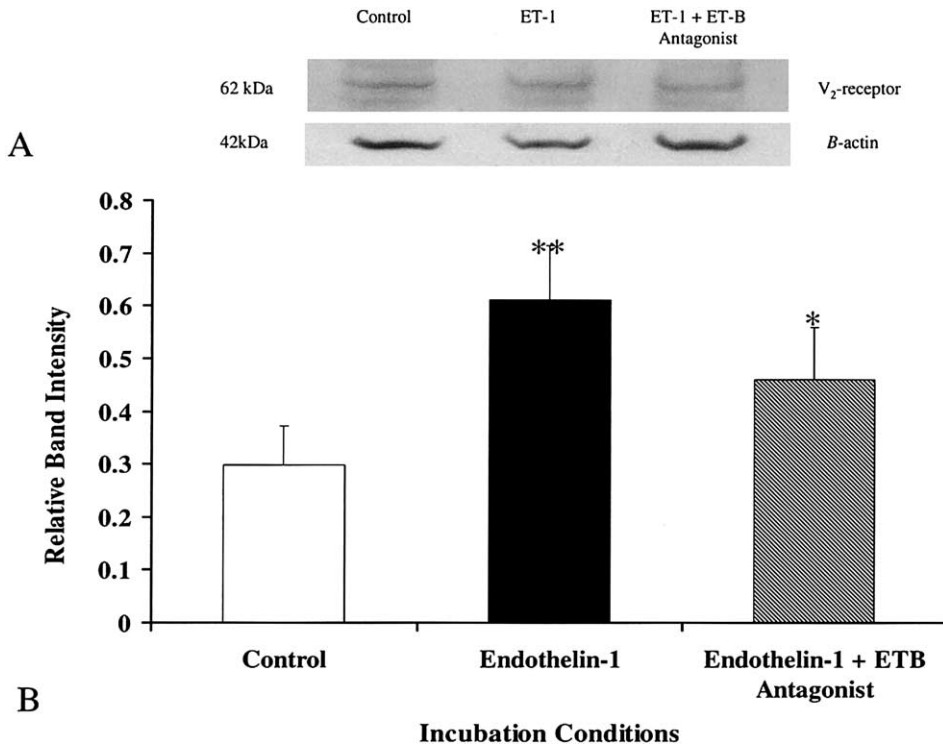 Control ET-1 ET-1 + ET-B
Antagonist
62 kDa V₂-receptor
A 42kDa B-actin
0.8
0.7
**
0.6
*
0.5
0.4
0.3
0.2
0.1
0
Relative Band Intensity
Control Endothelin-1 Endothelin-1 + ETB
Antagonist
B
Incubation Conditions